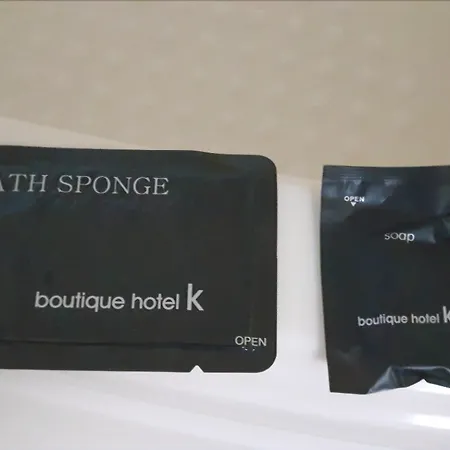 ATH SPONGE
boutique hotel k
OPEN
OPEN
soap
boutique hotel k